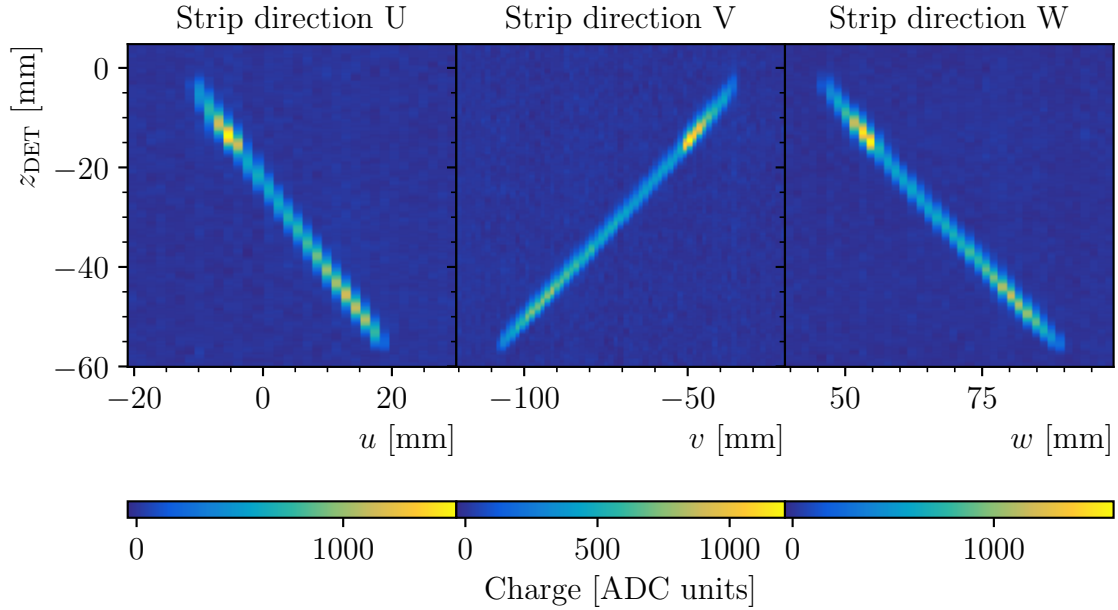 Strip direction U Strip direction V Strip direction W
z_DET [mm]
0
−20
−40
−60
−20 0 20 −100 −50 50 75
u [mm] v [mm] w [mm]
0 1000 0 500 1000 0 1000
Charge [ADC units]